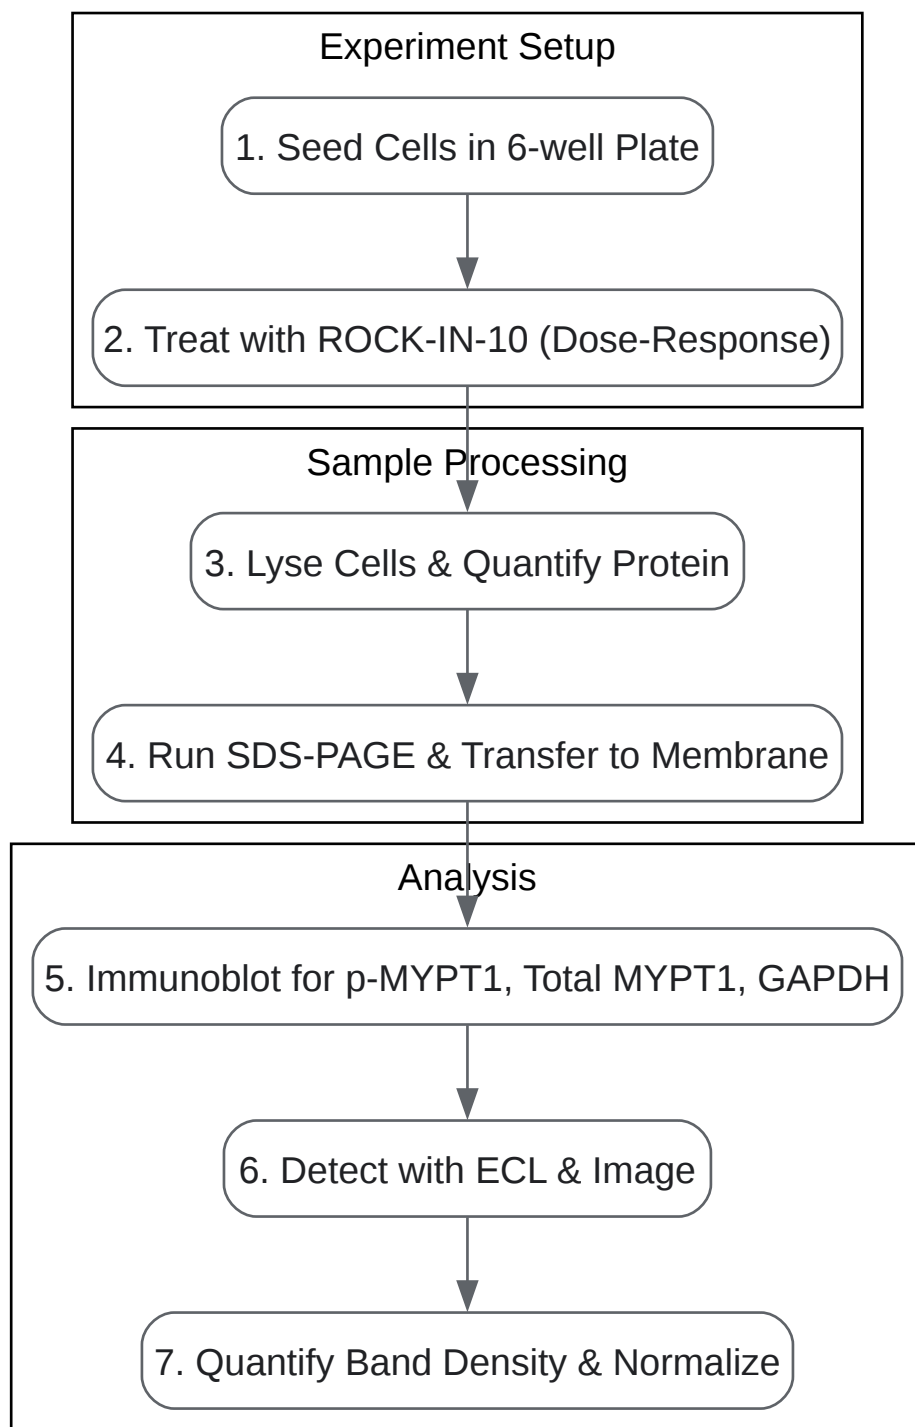 Experiment Setup
1. Seed Cells in 6-well Plate
2. Treat with ROCK-IN-10 (Dose-Response)
Sample Processing
3. Lyse Cells & Quantify Protein
4. Run SDS-PAGE & Transfer to Membrane
Analysis
5. Immunoblot for p-MYPT1, Total MYPT1, GAPDH
6. Detect with ECL & Image
7. Quantify Band Density & Normalize